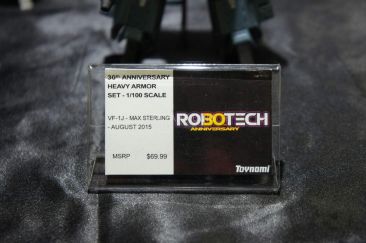 30th ANNIVERSARY
HEAVY ARMOR
SET - 1/100 SCALE
VF-1J - MAX STERLING
- AUGUST 2015
MSRP $69.99
ROBOTECH
ANNIVERSARY
Toynami